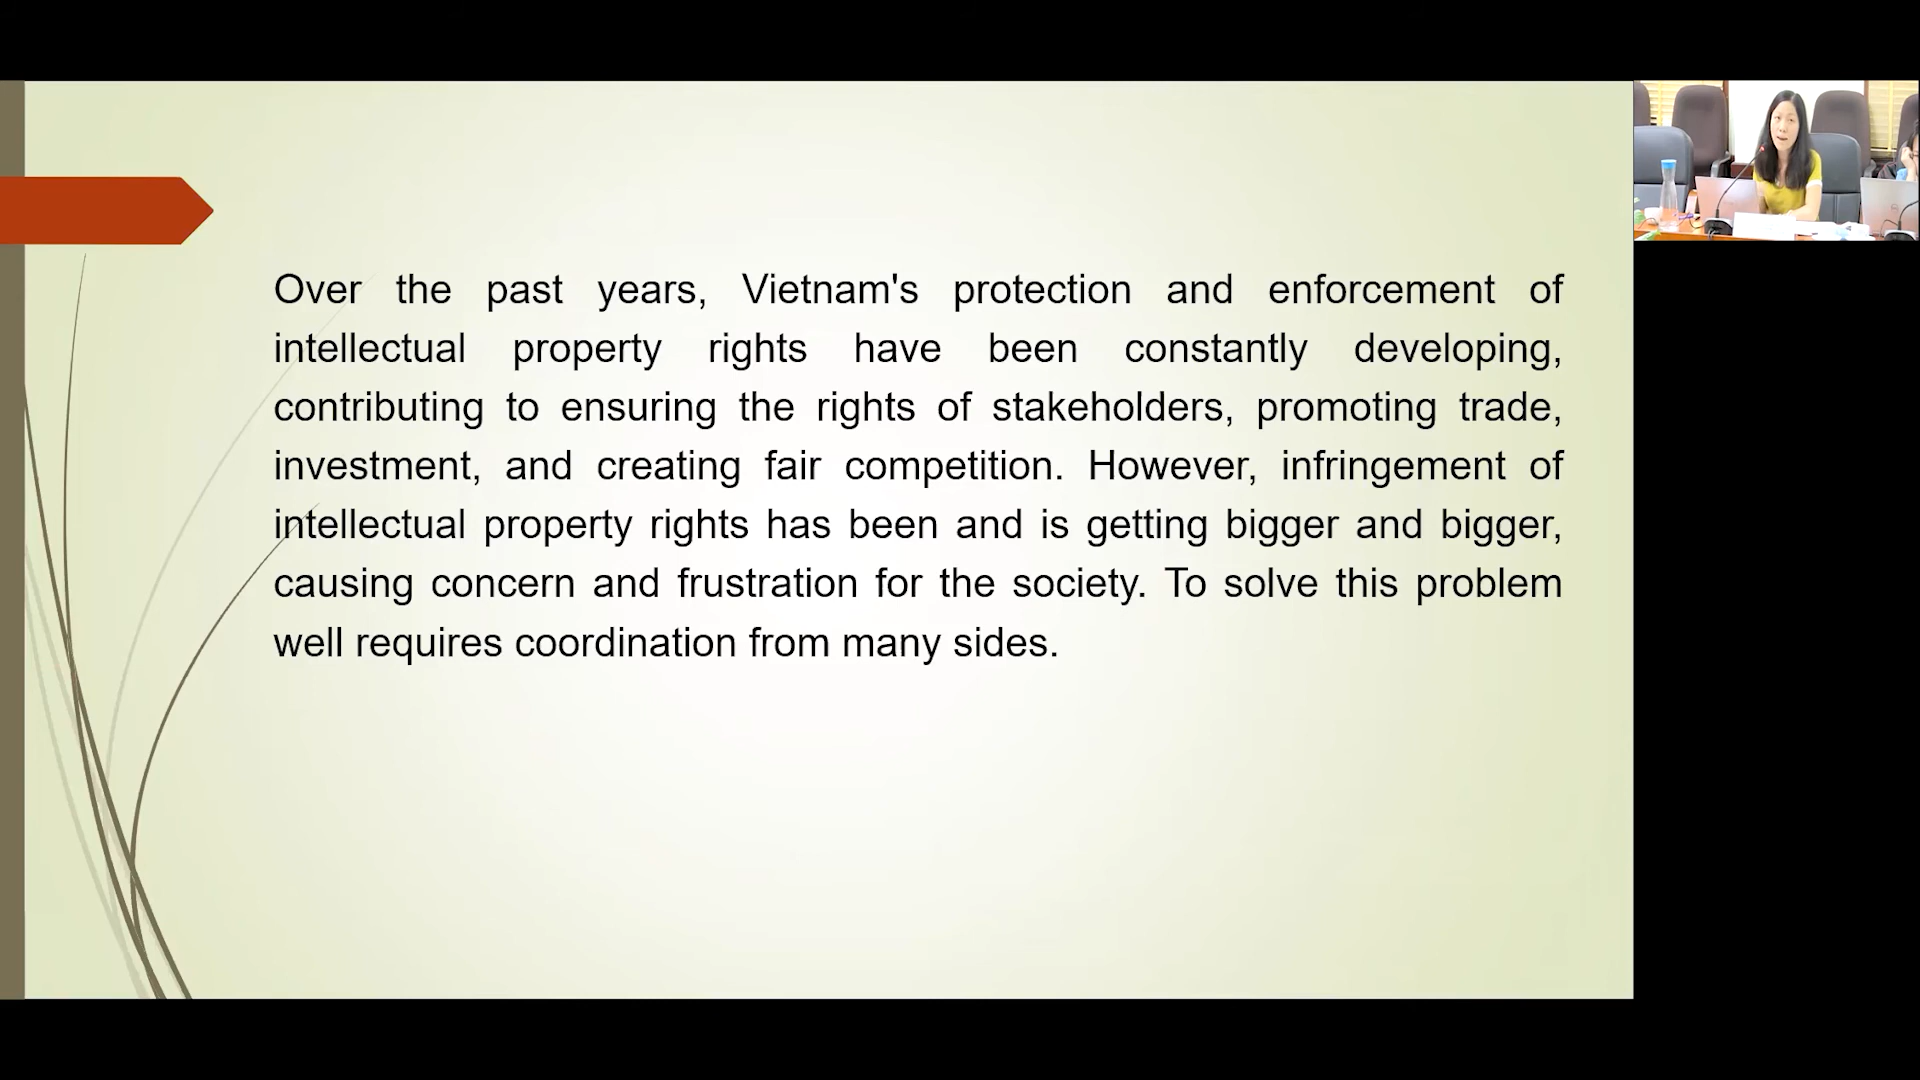 Over the past years, Vietnam's protection and enforcement of
intellectual property rights have been constantly developing,
contributing to ensuring the rights of stakeholders, promoting trade,
investment, and creating fair competition. However, infringement of
intellectual property rights has been and is getting bigger and bigger,
causing concern and frustration for the society. To solve this problem
well requires coordination from many sides.